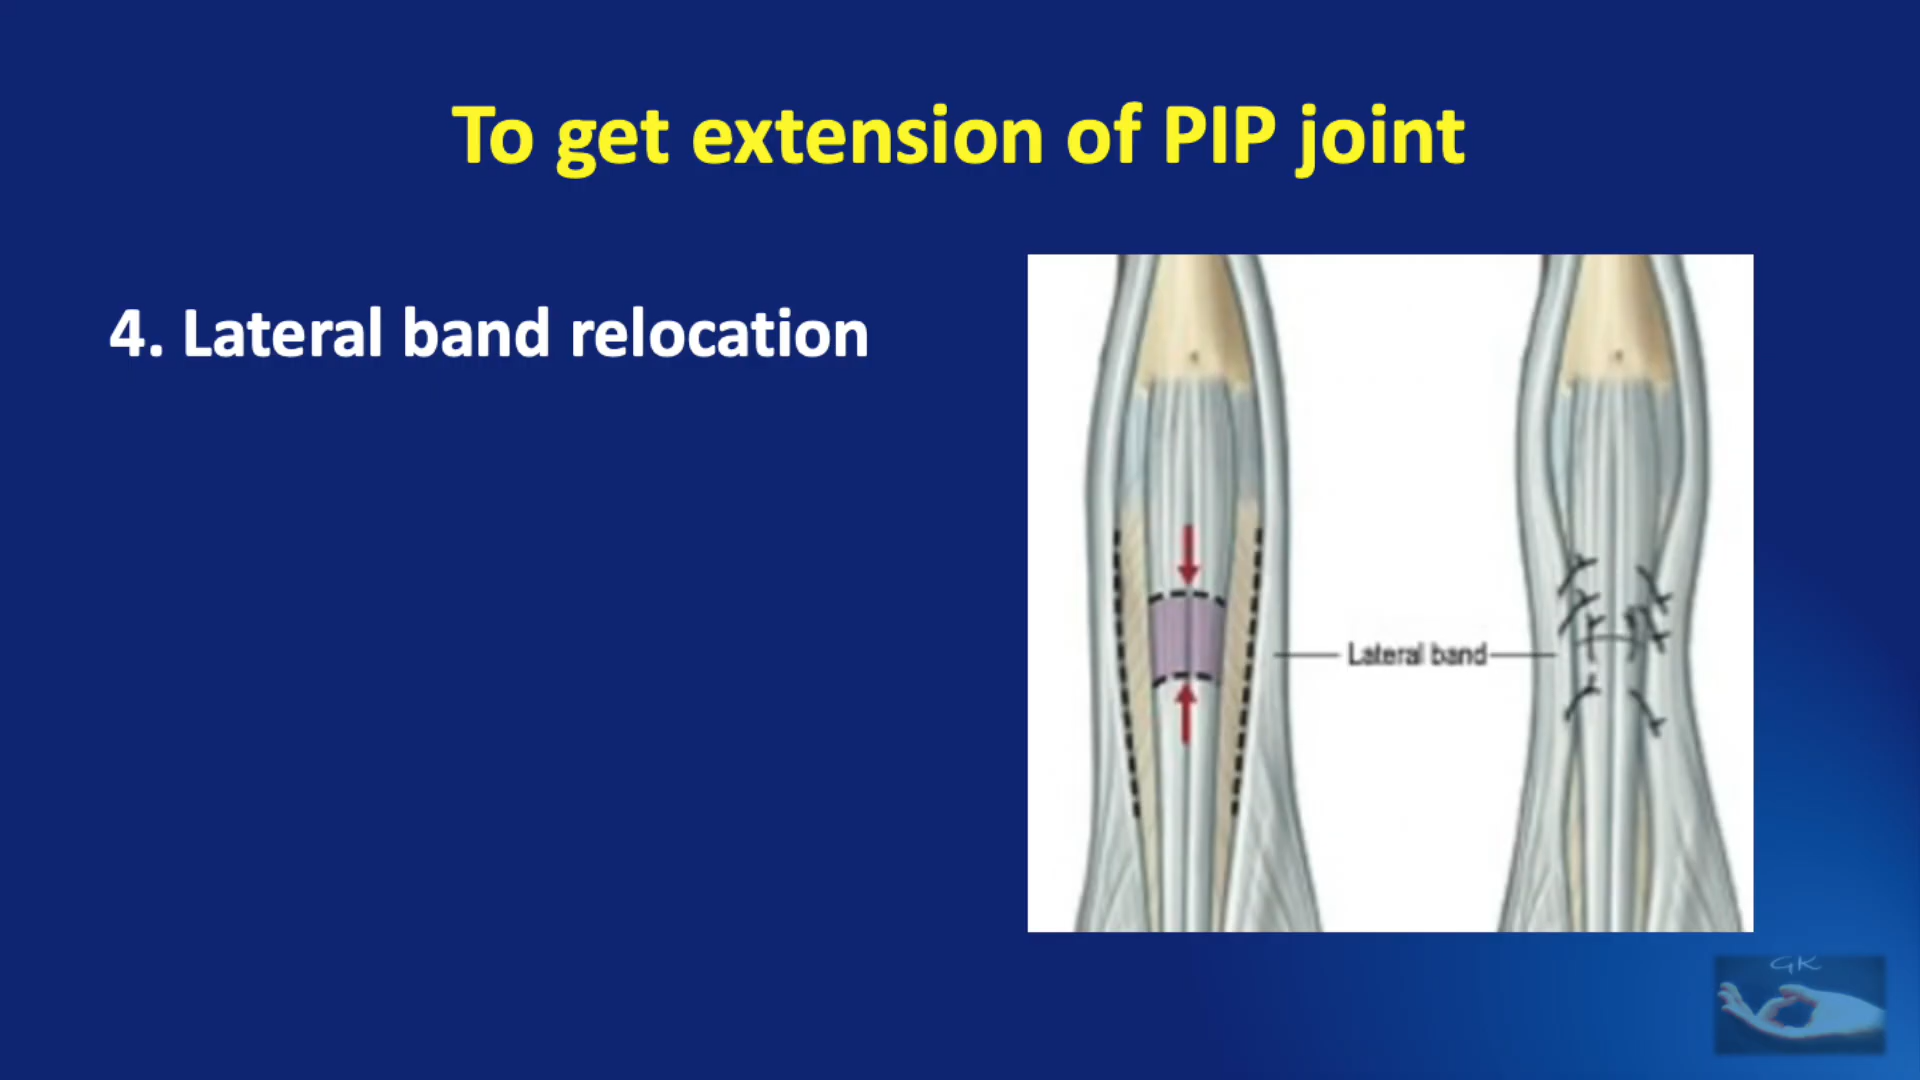 To get extension of PIP joint
4. Lateral band relocation
Lateral band
GK